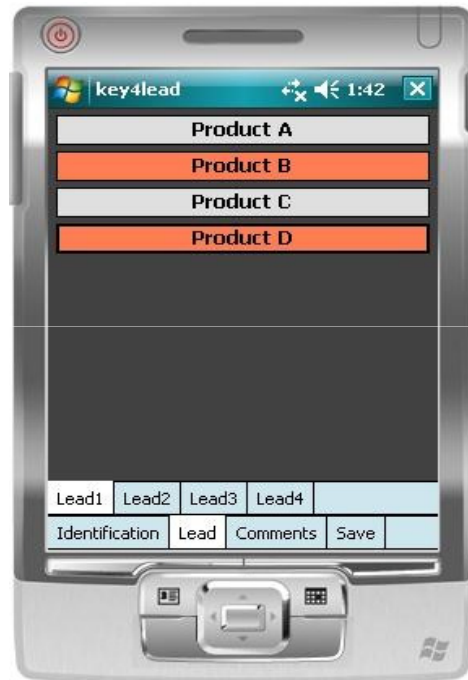 key4lead 1:42
Product A
Product B
Product C
Product D
Lead1 Lead2 Lead3 Lead4
Identification Lead Comments Save